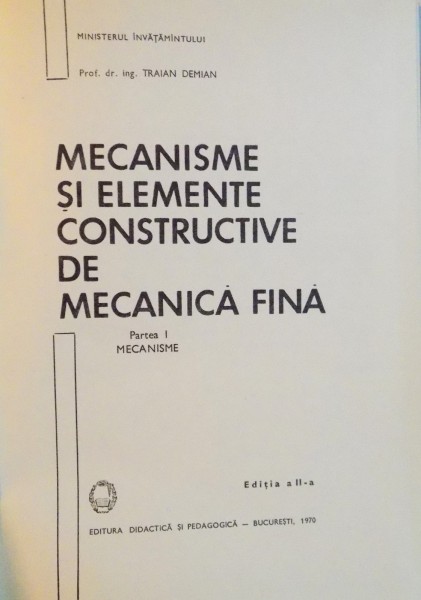 MINISTERUL ÎNVĂȚĂMÎNTULUI
Prof. dr. ing. TRAIAN DEMIAN
MECANISME
ȘI ELEMENTE
CONSTRUCTIVE
DE
MECANICĂ FINĂ
Partea I
MECANISME
Ediția a II-a
EDITURA DIDACTICĂ ȘI PEDAGOGICĂ — BUCUREȘTI, 1970